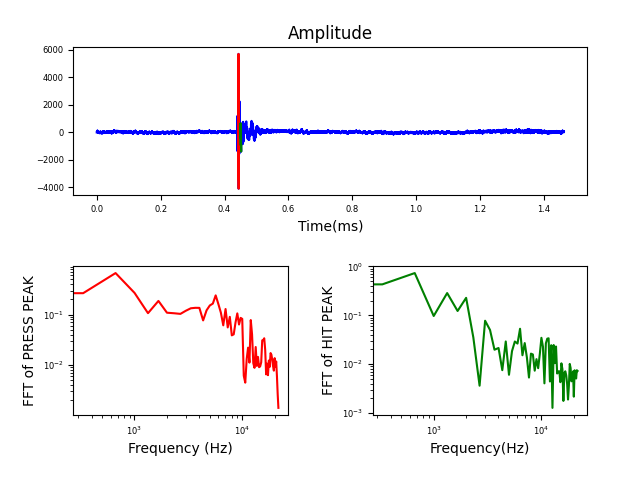 Amplitude
6000
4000
2000
0
−2000
−4000
0.0 0.2 0.4 0.6 0.8 1.0 1.2 1.4
Time(ms)
FFT of PRESS PEAK
10⁻¹
10⁻²
10³ 10⁴
Frequency (Hz)
FFT of HIT PEAK
10⁰
10⁻¹
10⁻²
10⁻³
10³ 10⁴
Frequency(Hz)